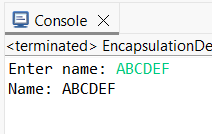 Console
<terminated> EncapsulationDe
Enter name: ABCDEF
Name: ABCDEF